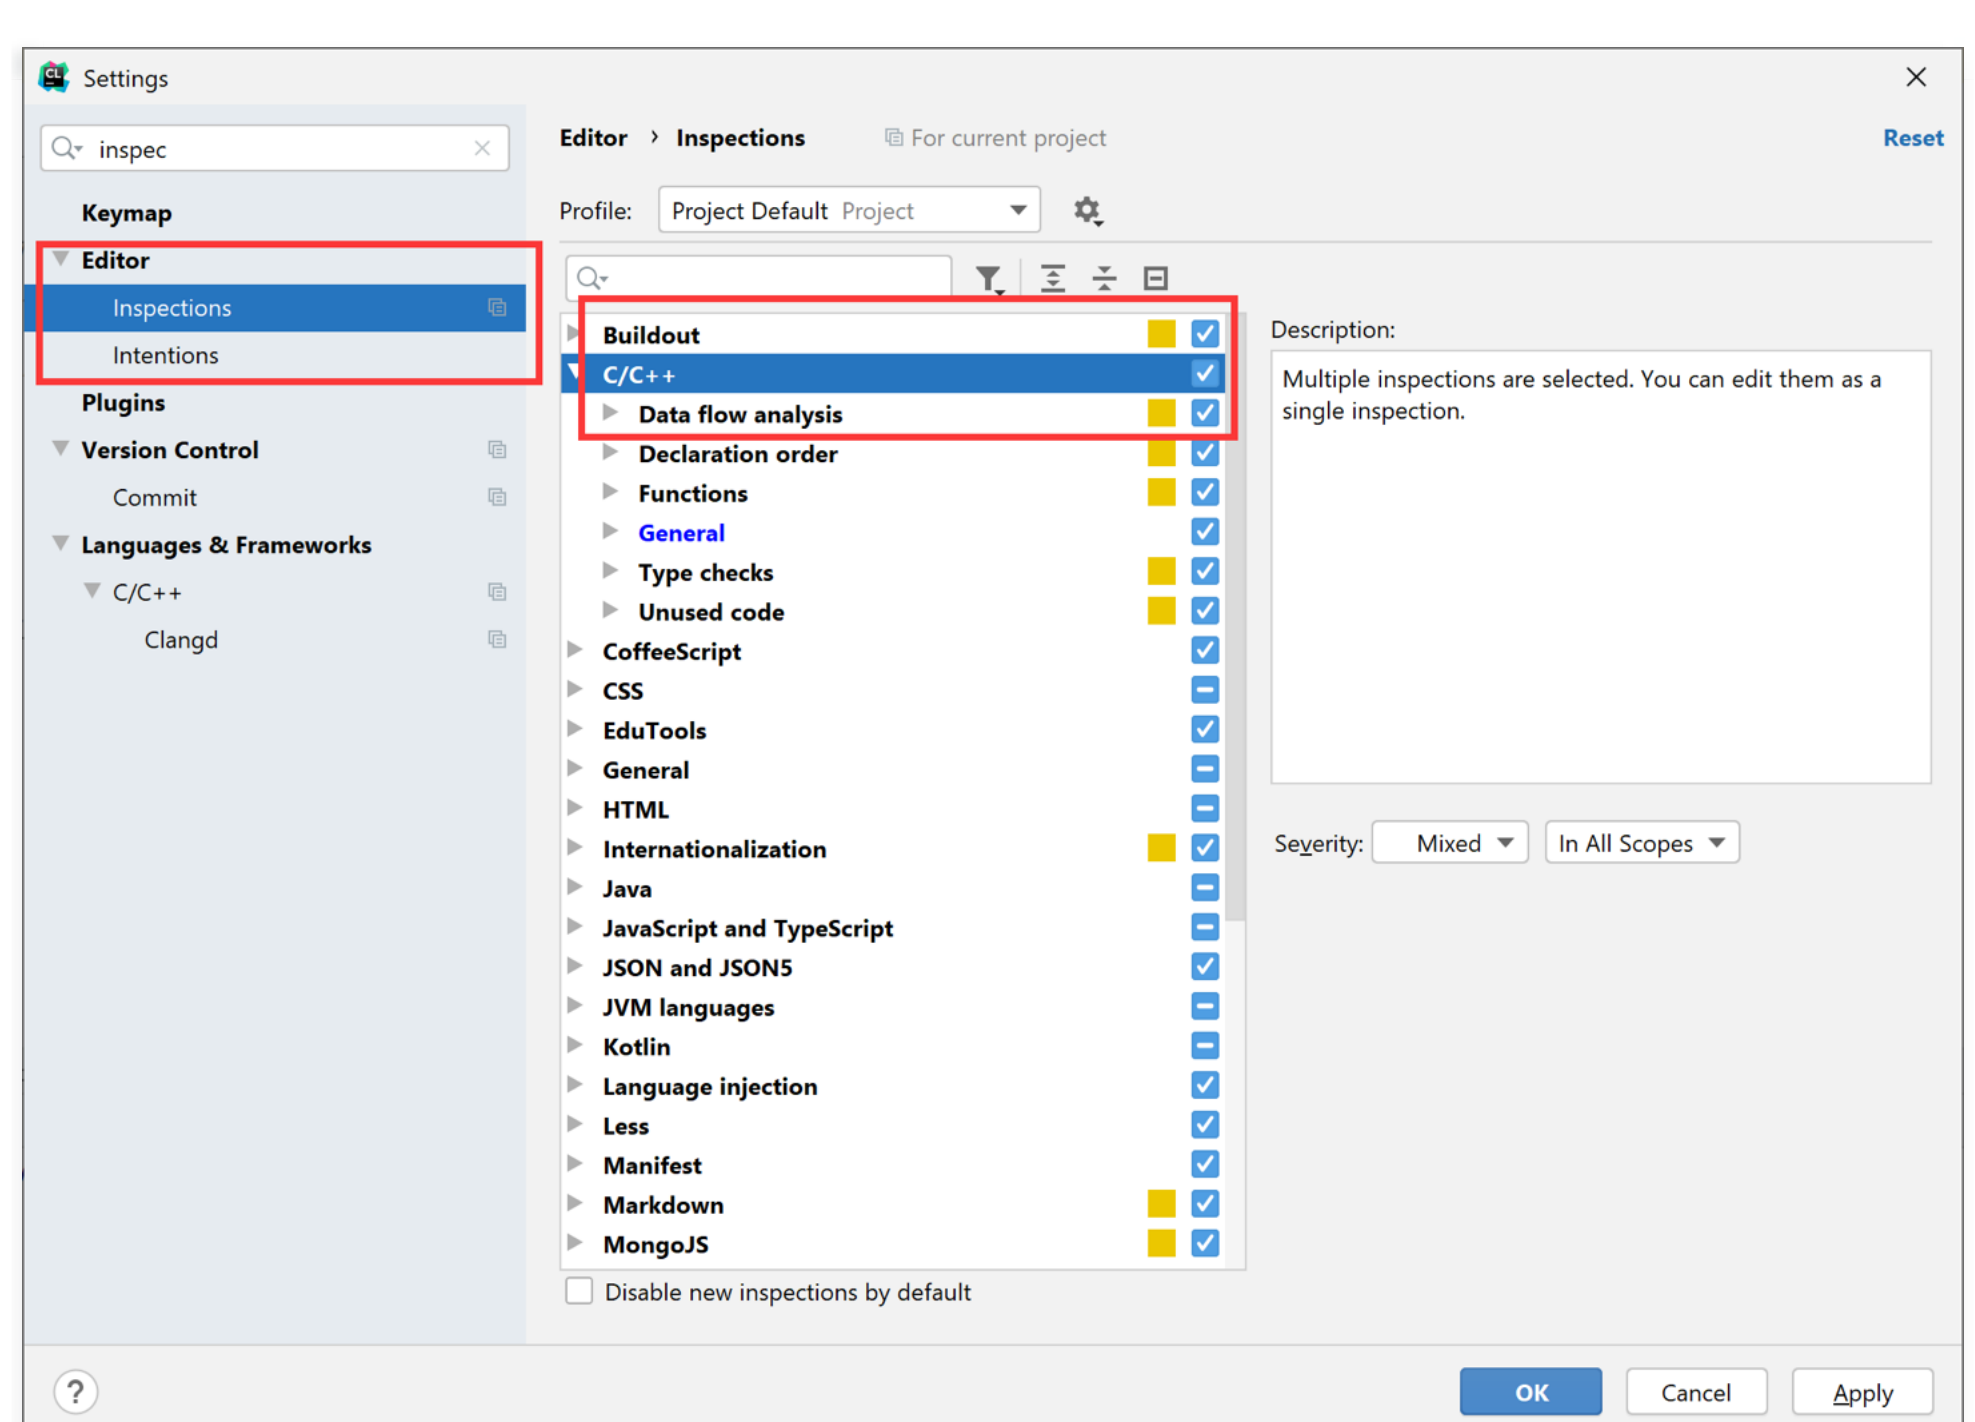 CL Settings
inspec
Keymap
Editor
Inspections
Intentions
Plugins
Version Control
Commit
Languages & Frameworks
C/C++
Clangd
Editor › Inspections For current project Reset
Profile: Project Default Project
Buildout
C/C++
Data flow analysis
Declaration order
Functions
General
Type checks
Unused code
CoffeeScript
CSS
EduTools
General
HTML
Internationalization
Java
JavaScript and TypeScript
JSON and JSON5
JVM languages
Kotlin
Language injection
Less
Manifest
Markdown
MongoJS
Disable new inspections by default
Description:
Multiple inspections are selected. You can edit them as a
single inspection.
Severity: Mixed In All Scopes
? OK Cancel Apply